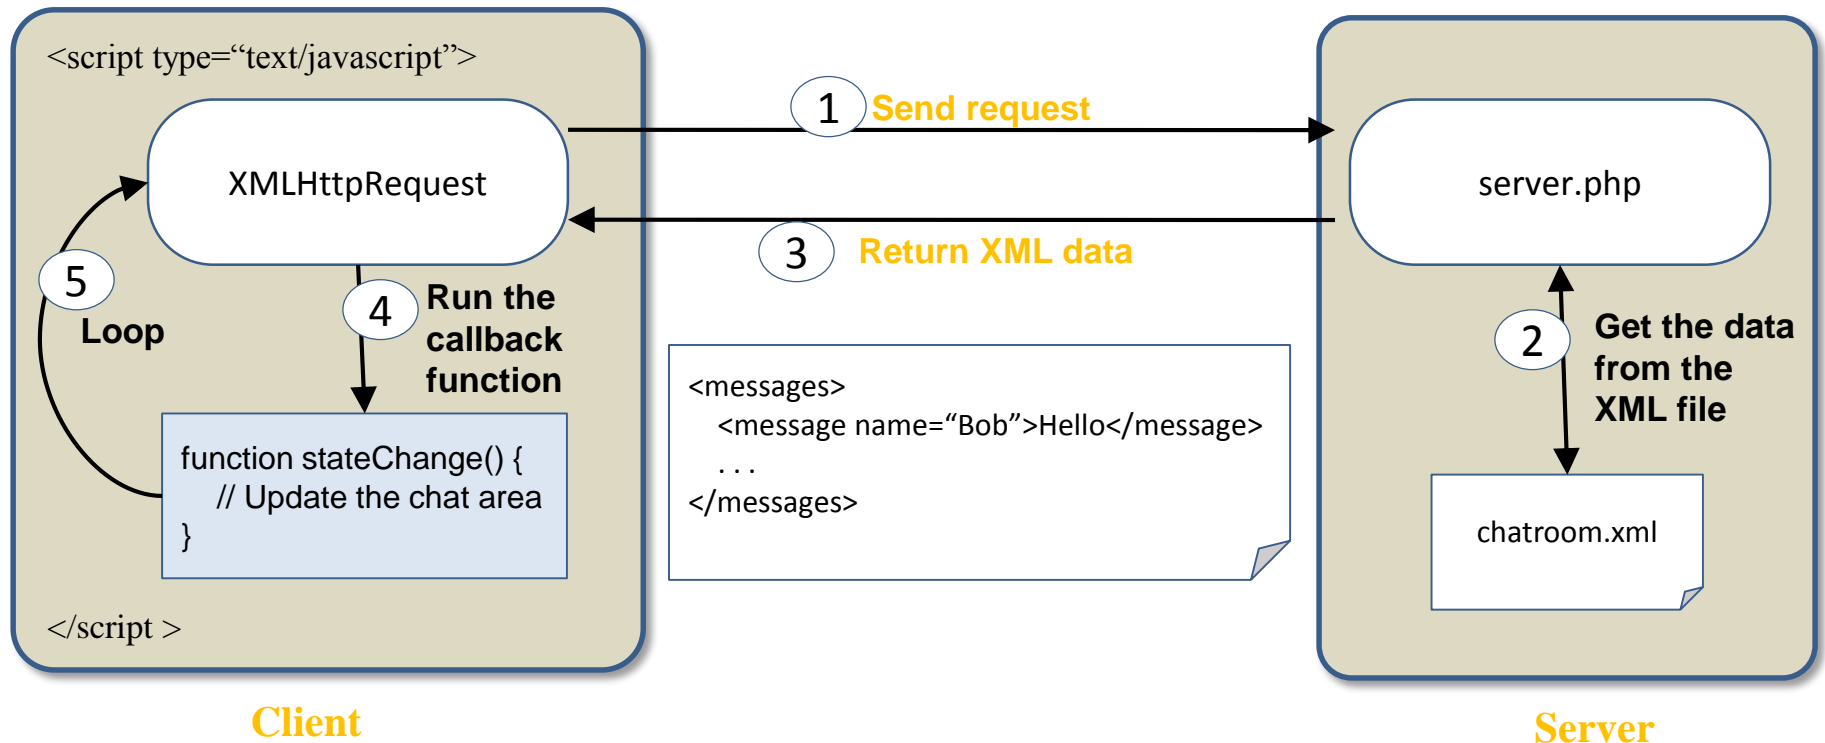 <script type=“text/javascript”>
XMLHttpRequest
5
Loop
4
Run the
callback
function
function stateChange() {
// Update the chat area
}
</script >
Client
1
Send request
3
Return XML data
<messages>
<message name=“Bob”>Hello</message>
. . .
</messages>
server.php
2
Get the data
from the
XML file
chatroom.xml
Server